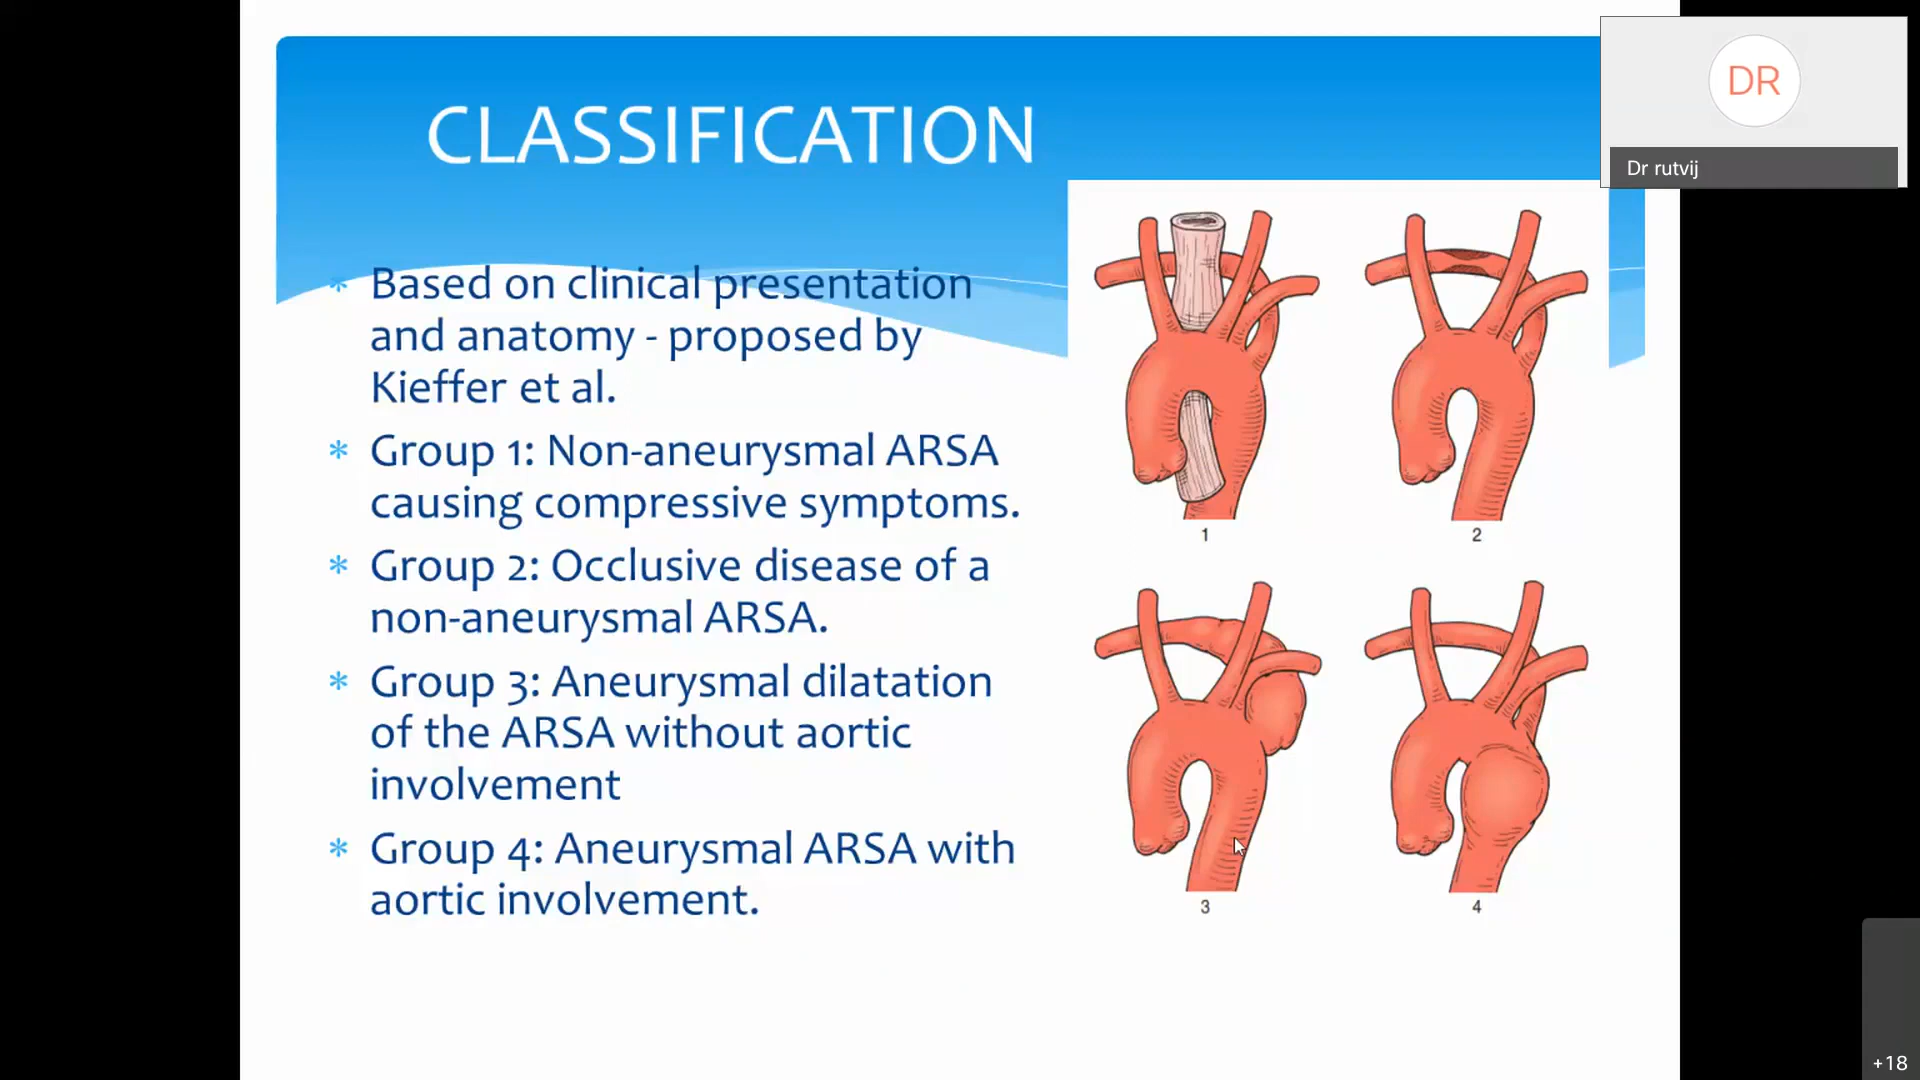 CLASSIFICATION
DR
Dr rutvij
* Based on clinical presentation
and anatomy - proposed by
Kieffer et al.
* Group 1: Non-aneurysmal ARSA
causing compressive symptoms.
* Group 2: Occlusive disease of a
non-aneurysmal ARSA.
* Group 3: Aneurysmal dilatation
of the ARSA without aortic
involvement
* Group 4: Aneurysmal ARSA with
aortic involvement.
1
2
3
4
+18